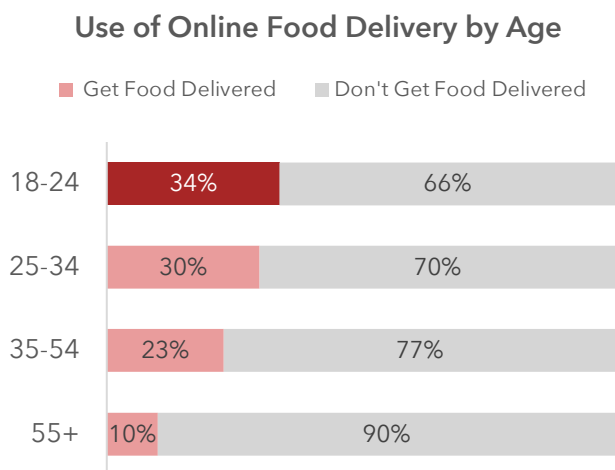 Use of Online Food Delivery by Age
Get Food Delivered Don't Get Food Delivered
18-24 34% 66%
25-34 30% 70%
35-54 23% 77%
55+ 10% 90%